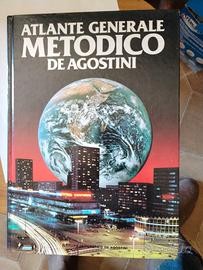 ATLANTE GENERALE
METODICO
DE AGOSTINI